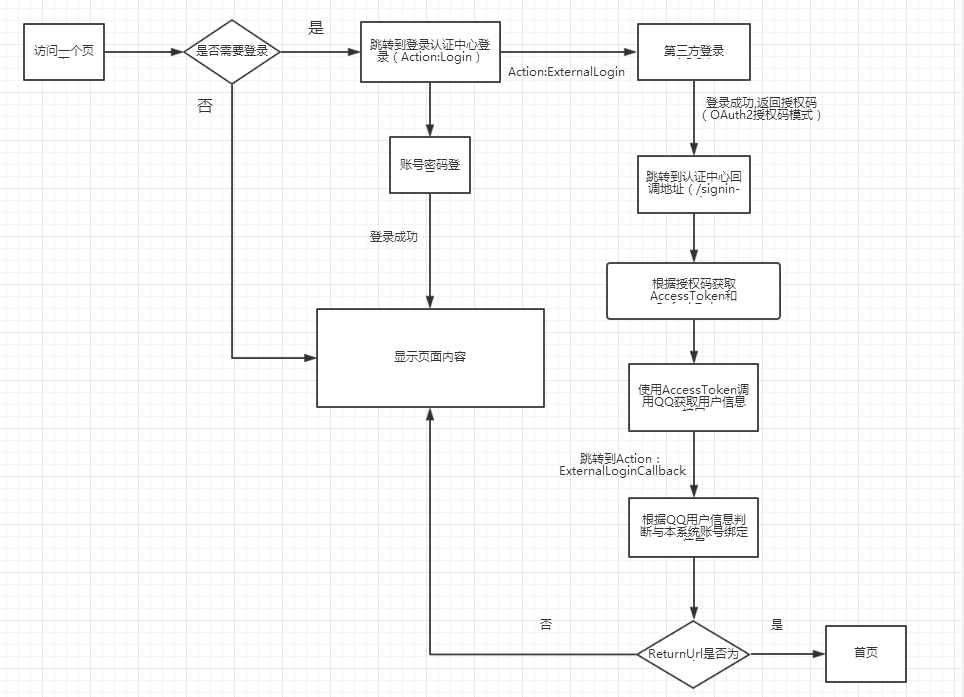 访问一个页
是否需要登录
是
否
跳转到登录认证中心登
录（Action:Login）
Action:ExternalLogin
第三方登录
登录成功,返回授权码
（OAuth2授权码模式）
账号密码登
登录成功
跳转到认证中心回
调地址（/signin-
根据授权码获取
AccessToken和
显示页面内容
使用AccessToken调
用QQ获取用户信息
跳转到Action：
ExternalLoginCallback
根据QQ用户信息判
断与本系统账号绑定
否
ReturnUrl是否为
是
首页